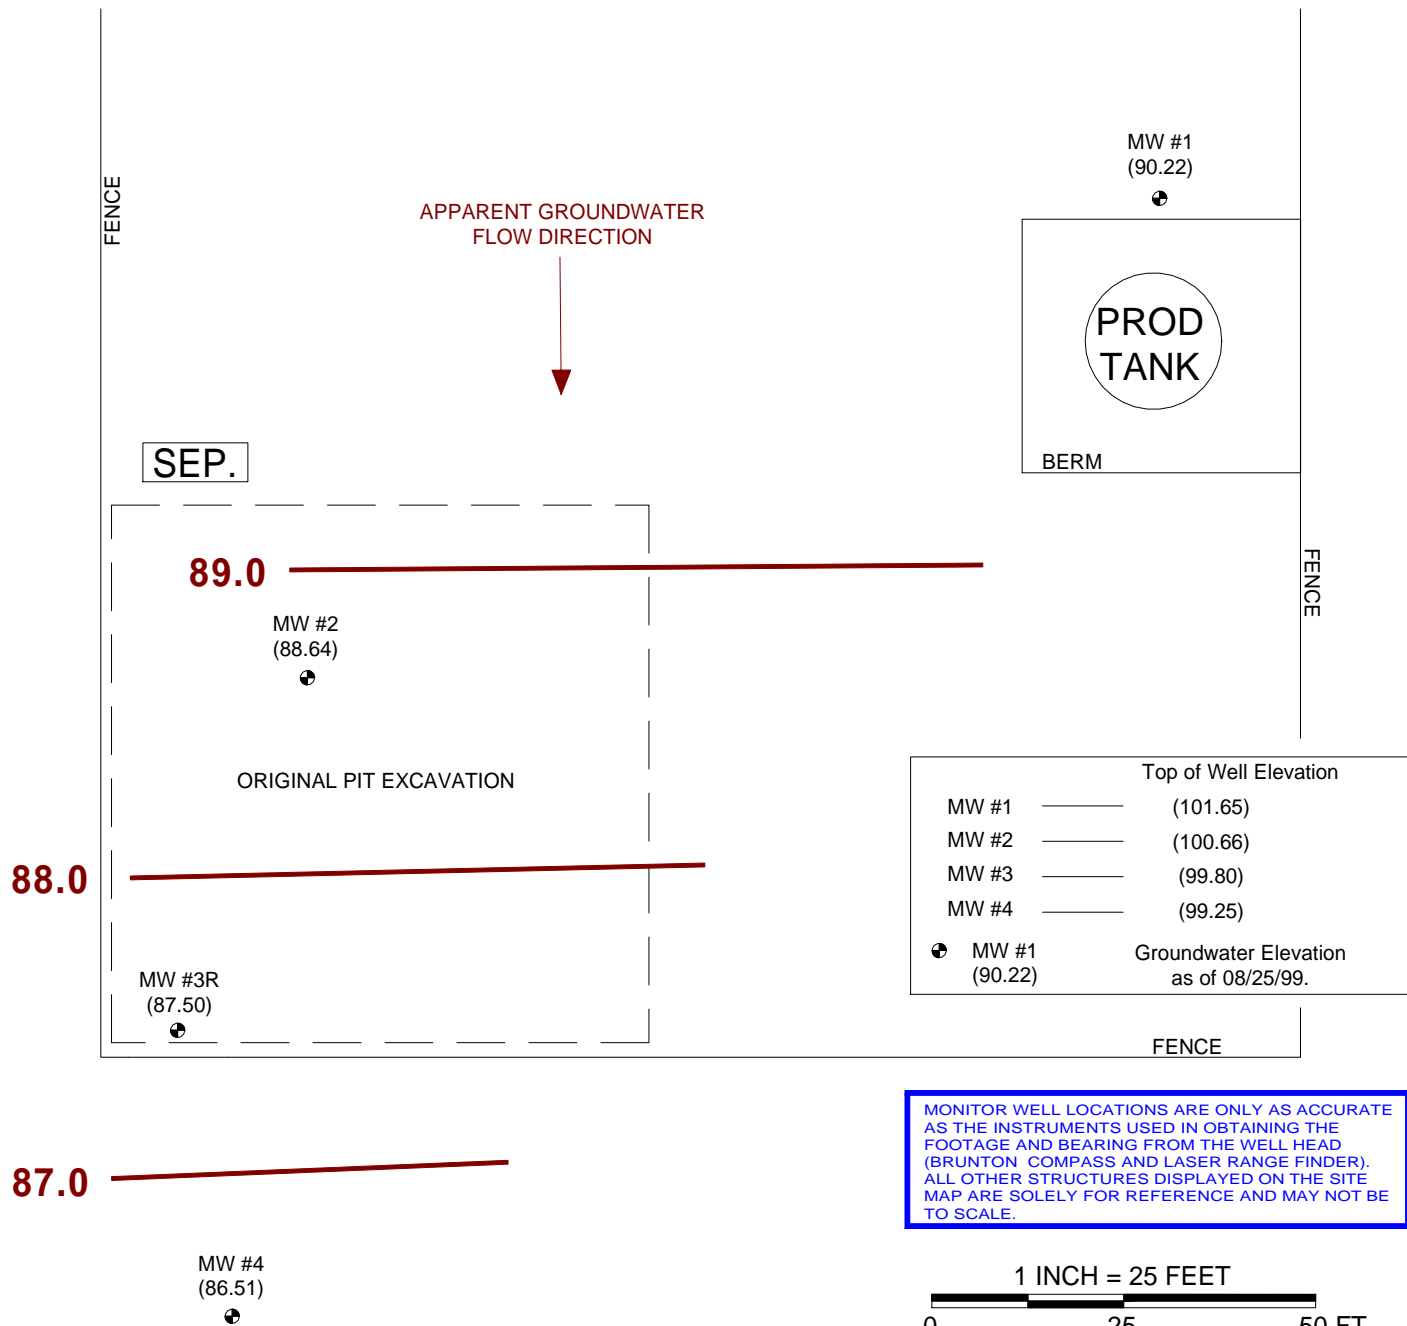 MW #1
(90.22)
FENCE
APPARENT GROUNDWATER
FLOW DIRECTION
PROD
TANK
SEP.
BERM
89.0
FENCE
MW #2
(88.64)
ORIGINAL PIT EXCAVATION
Top of Well Elevation
MW #1 (101.65)
MW #2 (100.66)
MW #3 (99.80)
MW #4 (99.25)
MW #1
(90.22)
Groundwater Elevation
as of 08/25/99.
88.0
MW #3R
(87.50)
FENCE
MONITOR WELL LOCATIONS ARE ONLY AS ACCURATE
AS THE INSTRUMENTS USED IN OBTAINING THE
FOOTAGE AND BEARING FROM THE WELL HEAD
(BRUNTON COMPASS AND LASER RANGE FINDER).
ALL OTHER STRUCTURES DISPLAYED ON THE SITE
MAP ARE SOLELY FOR REFERENCE AND MAY NOT BE
TO SCALE.
87.0
MW #4
(86.51)
1 INCH = 25 FEET
0 25 50 FT